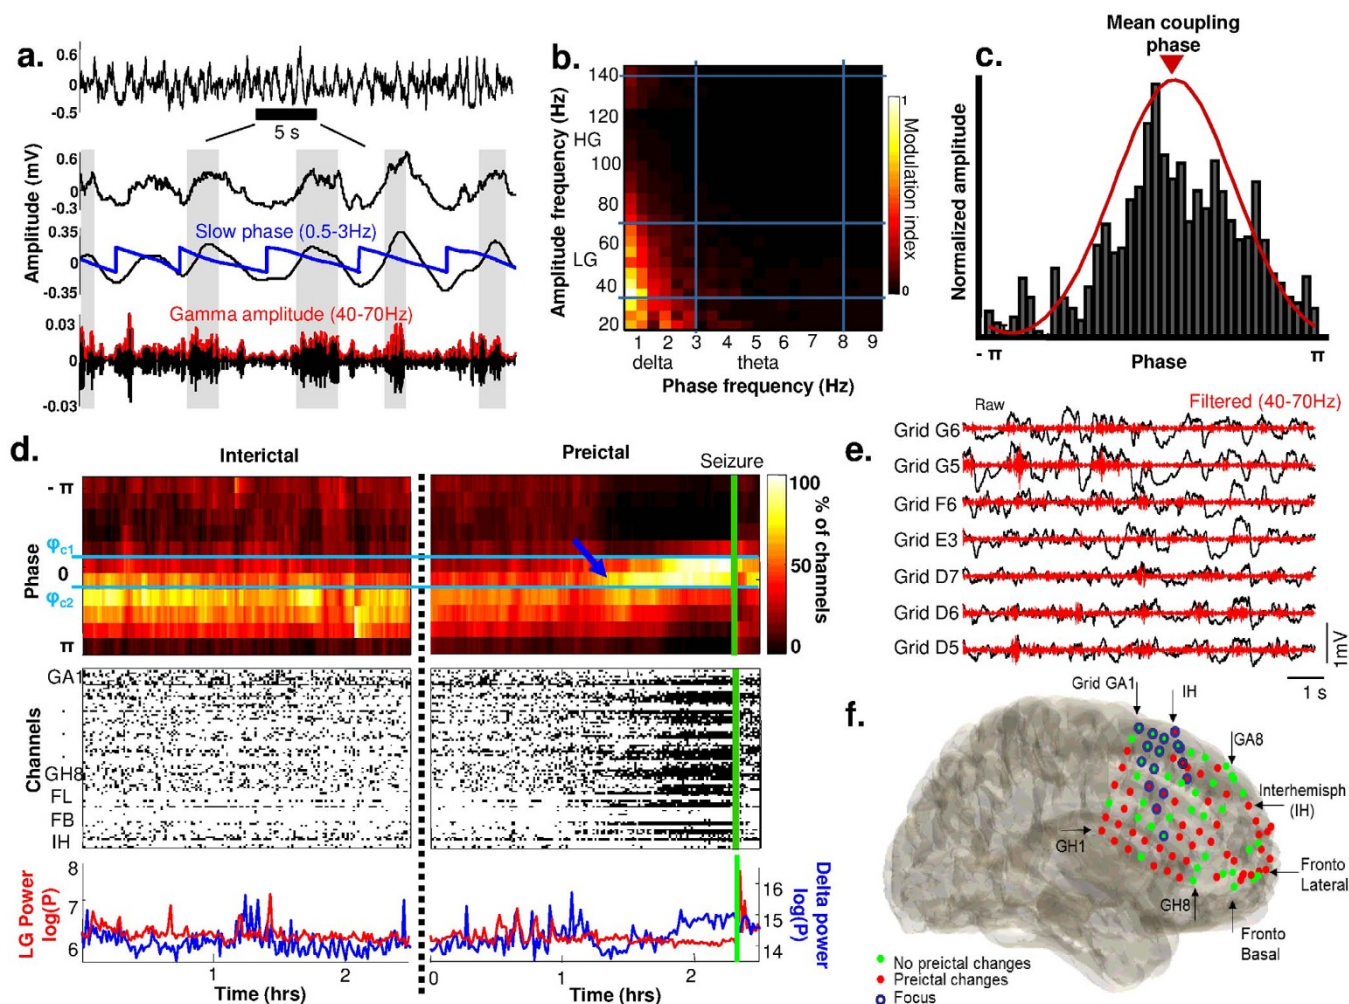 a.
0.6
0
-0.5
5 s
Amplitude (mV)
0.6
0
-0.3
0.35
0
-0.35
Slow phase (0.5-3Hz)
Gamma amplitude (40-70Hz)
0.03
0
-0.03
b.
Amplitude frequency (Hz)
140
120
HG
100
80
60
LG
40
20
1 2 3 4 5 6 7 8 9
delta theta
Phase frequency (Hz)
1
0
Modulation index
c.
Mean coupling
phase
Normalized amplitude
- π Phase π
d.
Interictal Preictal
Seizure
Phase
- π
φc1
0
φc2
π
100
50
0
% of channels
Channels
GA1
.
.
.
GH8
FL
FB
IH
LG Power
log(P)
8
7
6
16
15
14
Delta power
log(P)
1 2 0 1 2
Time (hrs) Time (hrs)
e.
Raw Filtered (40-70Hz)
Grid G6
Grid G5
Grid F6
Grid E3
Grid D7
Grid D6
Grid D5
1mV
1 s
f.
Grid GA1 IH
GA8
Interhemisph
(IH)
GH1
Fronto
Lateral
GH8
Fronto
Basal
No preictal changes
Preictal changes
Focus